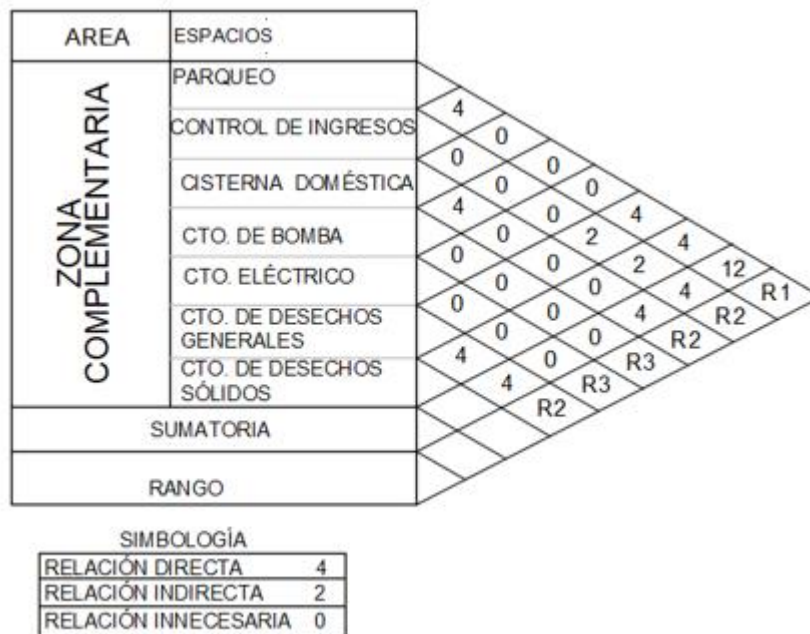 AREA ESPACIOS
ZONA COMPLEMENTARIA
PARQUEO
CONTROL DE INGRESOS
CISTERNA DOMÉSTICA
CTO. DE BOMBA
CTO. ELÉCTRICO
CTO. DE DESECHOS
GENERALES
CTO. DE DESECHOS
SÓLIDOS
SUMATORIA
RANGO
4 0 0 0 4 4 12 R1
0 0 0 2 2 4 R2
4 0 0 0 4 R2
0 0 0 0 R3
0 0 0 R3
4 4 R2
SIMBOLOGÌA
RELACIÓN DIRECTA 4
RELACIÓN INDIRECTA 2
RELACIÓN INNECESARIA 0